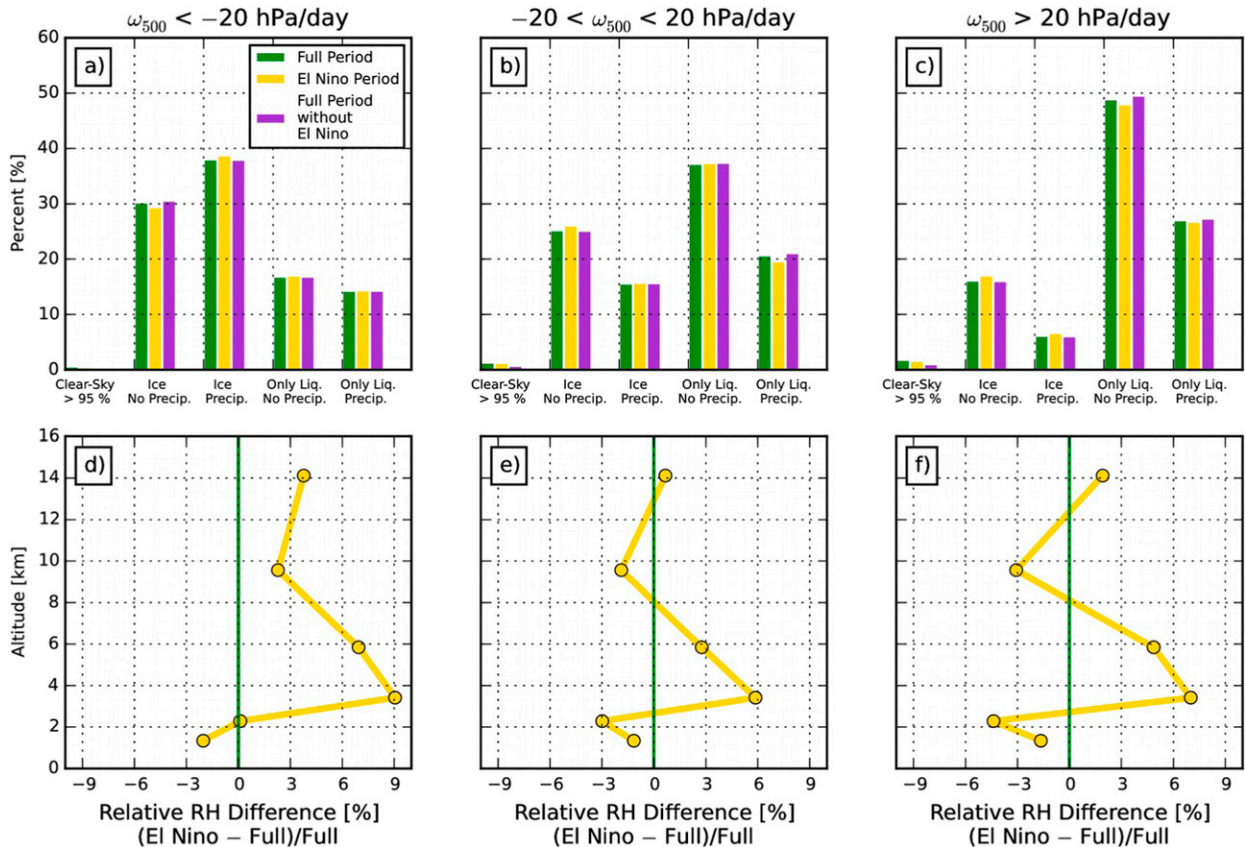 ω500 < −20 hPa/day
−20 < ω500 < 20 hPa/day
ω500 > 20 hPa/day
Percent [%]
60
50
40
30
20
10
0
a)
Full Period
El Nino Period
Full Period
without
El Nino
b)
c)
Clear-Sky
> 95 %
Ice
No Precip.
Ice
Precip.
Only Liq.
No Precip.
Only Liq.
Precip.
Clear-Sky
> 95 %
Ice
No Precip.
Ice
Precip.
Only Liq.
No Precip.
Only Liq.
Precip.
Clear-Sky
> 95 %
Ice
No Precip.
Ice
Precip.
Only Liq.
No Precip.
Only Liq.
Precip.
Altitude [km]
16
14
12
10
8
6
4
2
0
d)
e)
f)
−9 −6 −3 0 3 6 9
−9 −6 −3 0 3 6 9
−9 −6 −3 0 3 6 9
Relative RH Difference [%]
(El Nino − Full)/Full
Relative RH Difference [%]
(El Nino − Full)/Full
Relative RH Difference [%]
(El Nino − Full)/Full